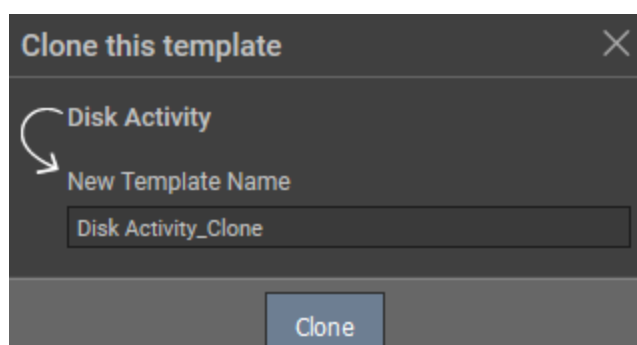 Clone this template
Disk Activity
New Template Name
Disk Activity_Clone
Clone